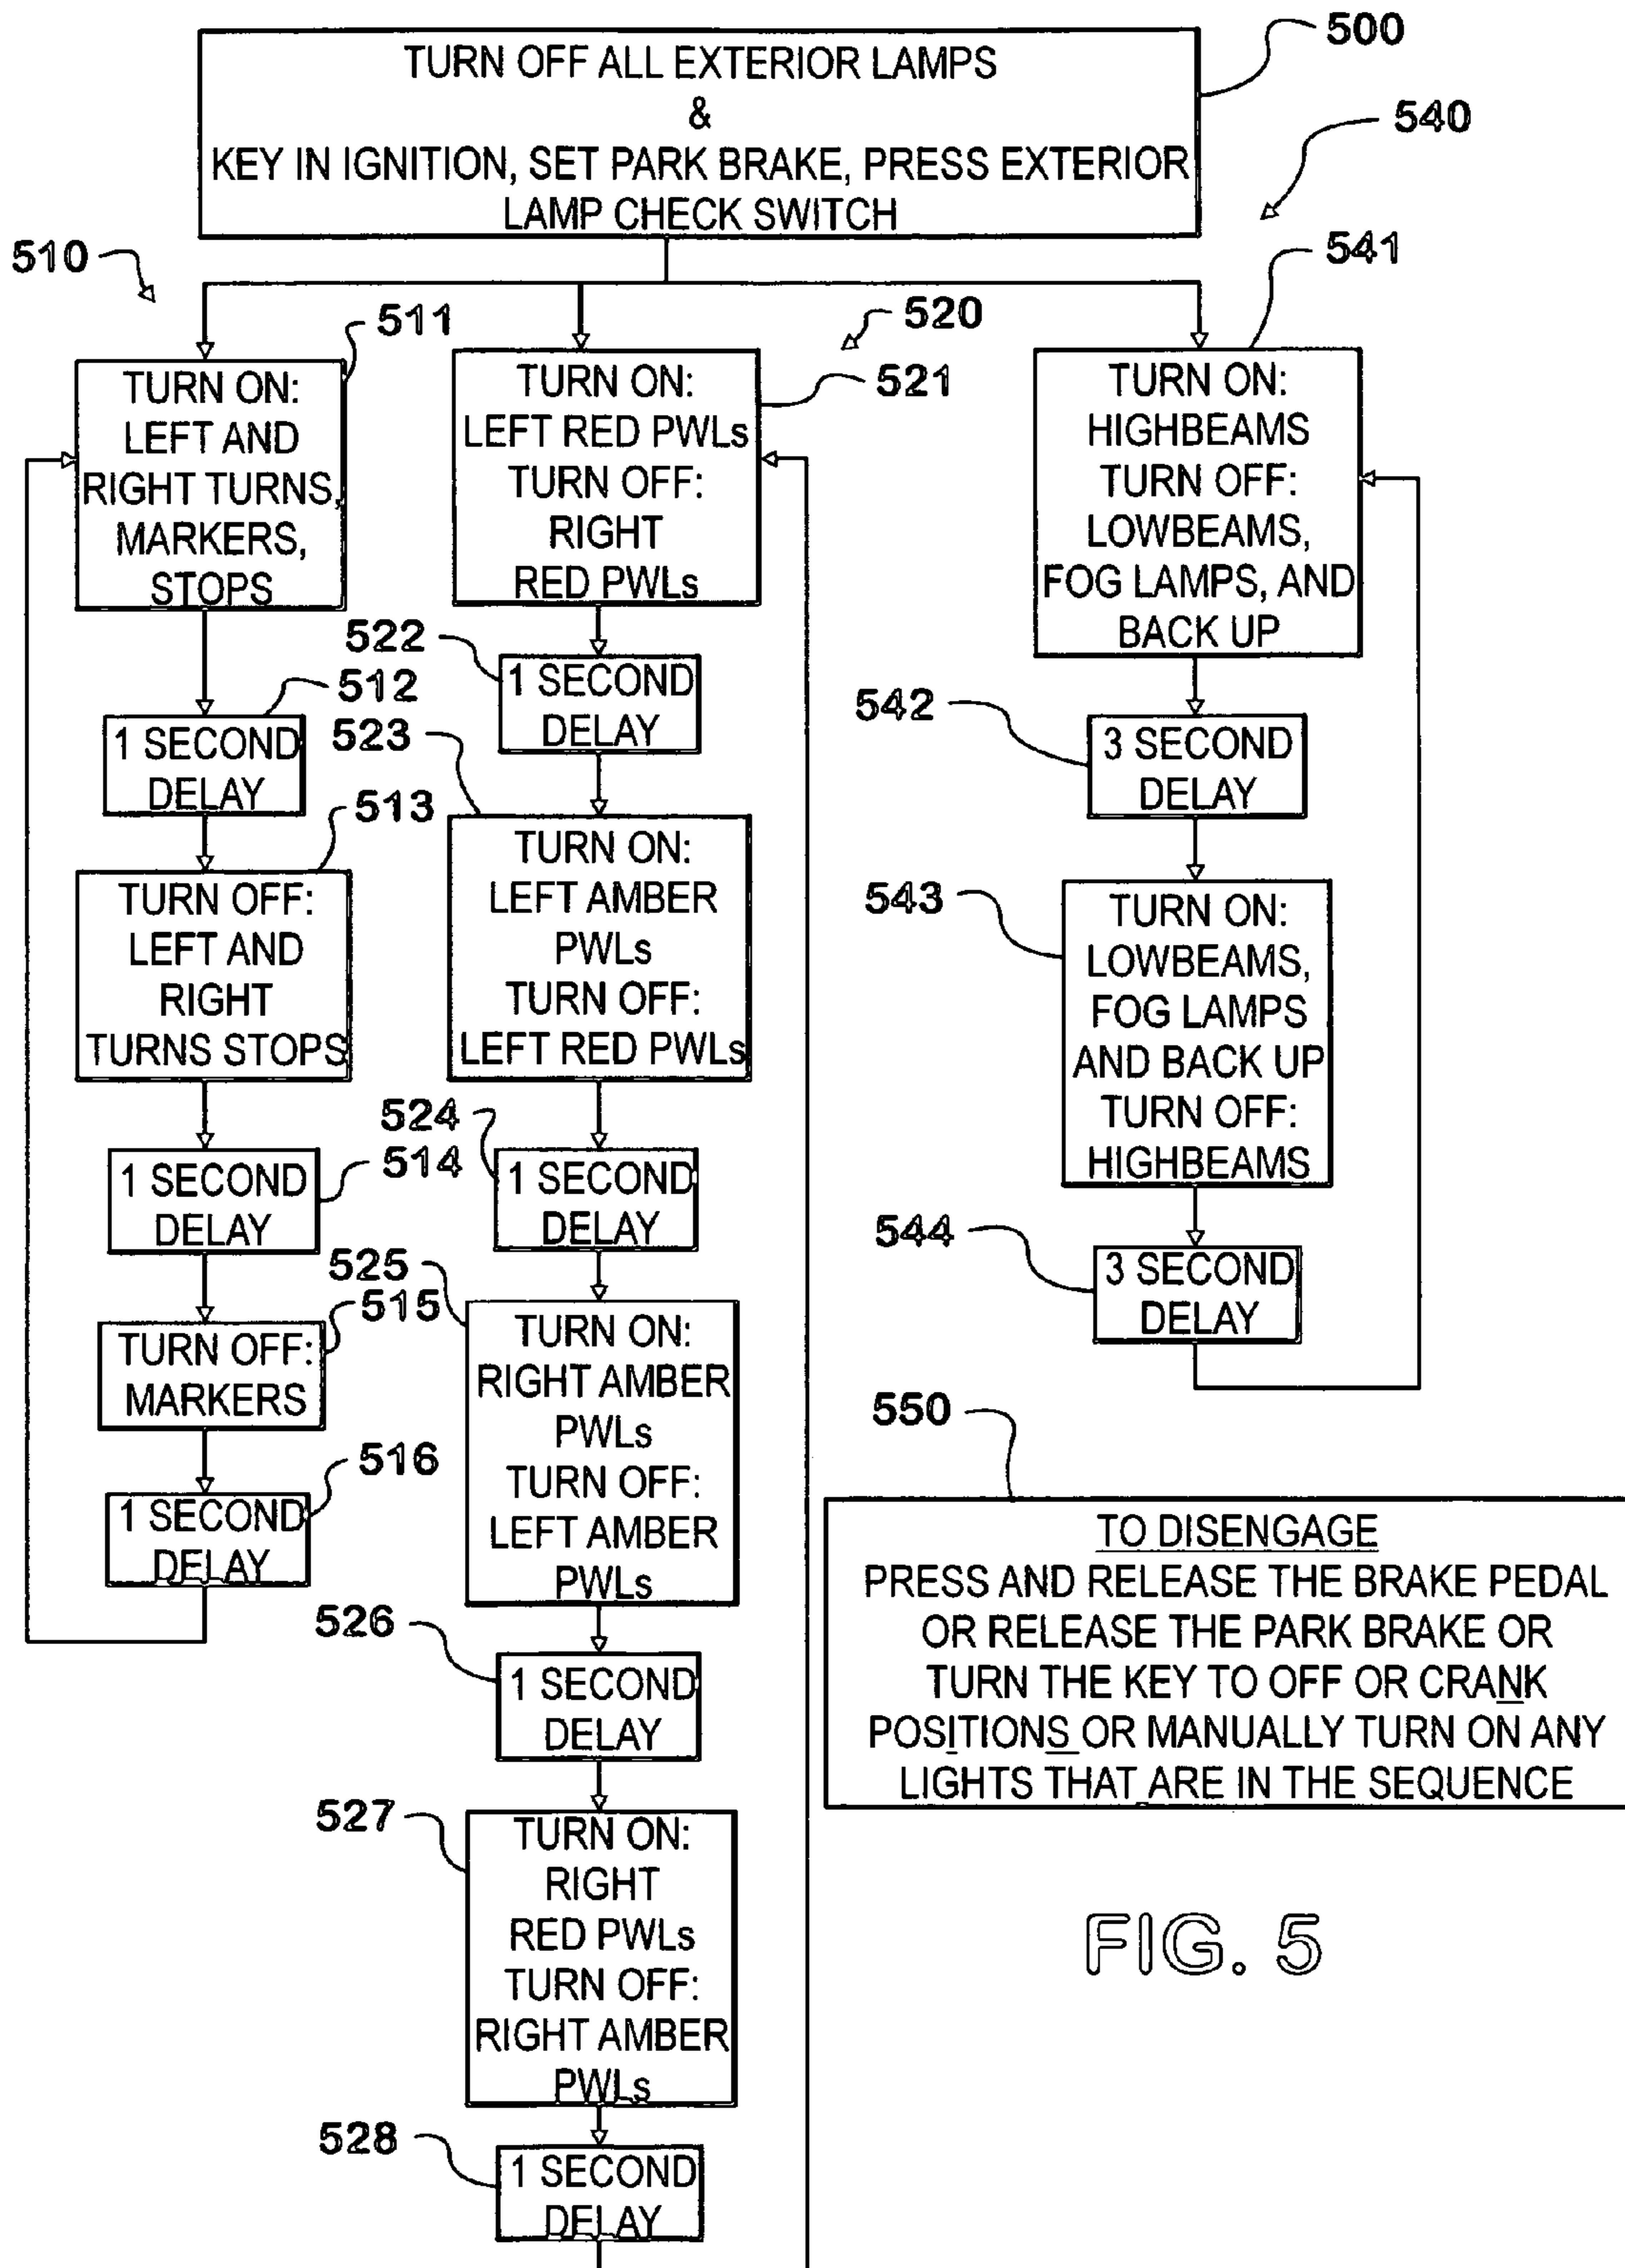 500
TURN OFF ALL EXTERIOR LAMPS
&
KEY IN IGNITION, SET PARK BRAKE, PRESS EXTERIOR
LAMP CHECK SWITCH
540
510
511
TURN ON:
LEFT AND
RIGHT TURNS,
MARKERS,
STOPS
512
1 SECOND
DELAY
513
TURN OFF:
LEFT AND
RIGHT
TURNS STOPS
514
1 SECOND
DELAY
515
TURN OFF:
MARKERS
516
1 SECOND
DELAY
520
521
TURN ON:
LEFT RED PWLs
TURN OFF:
RIGHT
RED PWLs
522
1 SECOND
DELAY
523
TURN ON:
LEFT AMBER
PWLs
TURN OFF:
LEFT RED PWLs
524
1 SECOND
DELAY
525
TURN ON:
RIGHT AMBER
PWLs
TURN OFF:
LEFT AMBER
PWLs
526
1 SECOND
DELAY
527
TURN ON:
RIGHT
RED PWLs
TURN OFF:
RIGHT AMBER
PWLs
528
1 SECOND
DELAY
541
TURN ON:
HIGHBEAMS
TURN OFF:
LOWBEAMS,
FOG LAMPS, AND
BACK UP
542
3 SECOND
DELAY
543
TURN ON:
LOWBEAMS,
FOG LAMPS
AND BACK UP
TURN OFF:
HIGHBEAMS
544
3 SECOND
DELAY
550
TO DISENGAGE
PRESS AND RELEASE THE BRAKE PEDAL
OR RELEASE THE PARK BRAKE OR
TURN THE KEY TO OFF OR CRANK
POSITIONS OR MANUALLY TURN ON ANY
LIGHTS THAT ARE IN THE SEQUENCE
FIG. 5